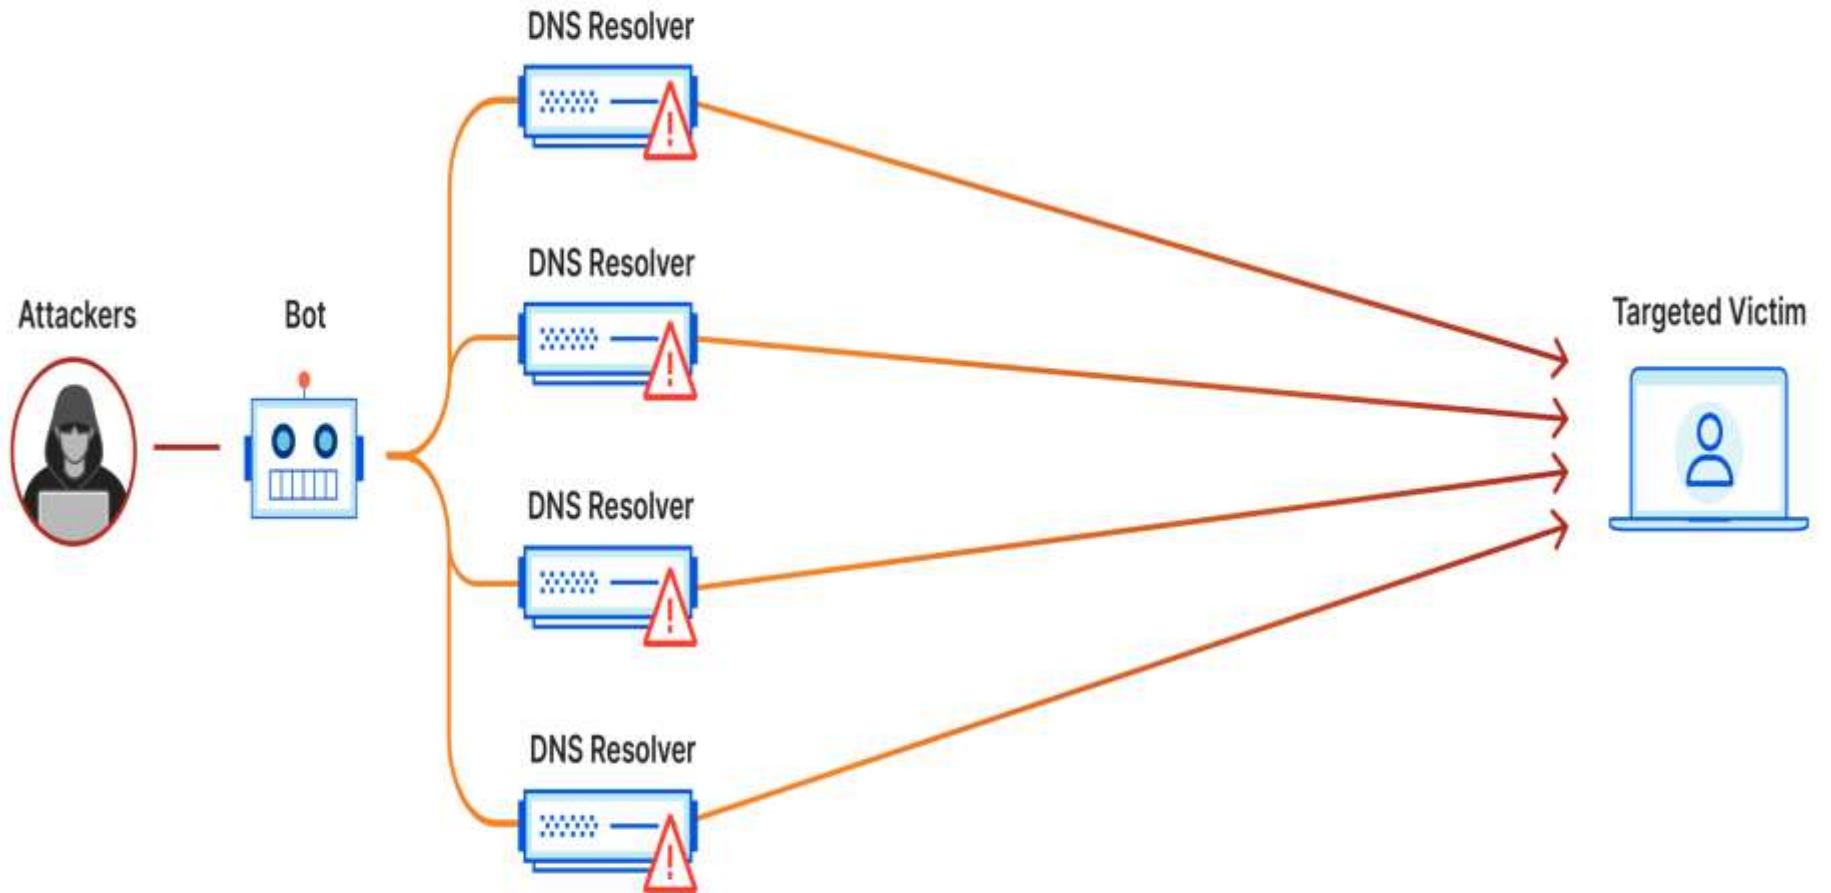 DNS Resolver
DNS Resolver
Attackers
Bot
Targeted Victim
DNS Resolver
DNS Resolver